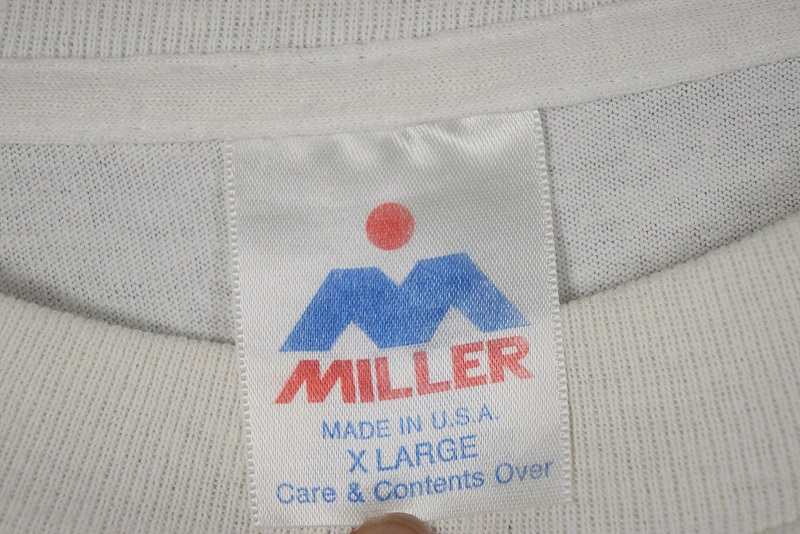 MILLER
MADE IN U.S.A.
X LARGE
Care & Contents Over